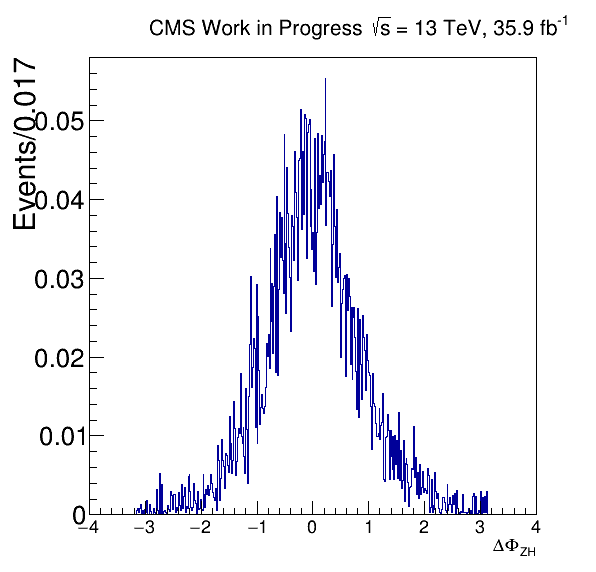 CMS Work in Progress √s = 13 TeV, 35.9 fb⁻¹
Events/0.017
0.05
0.04
0.03
0.02
0.01
0
−4 −3 −2 −1 0 1 2 3 4
ΔΦ_ZH